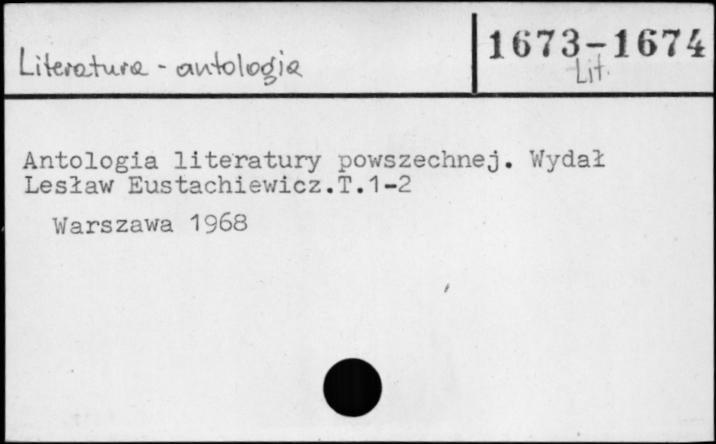 Literatura - antologia
1673-1674
Lit.
Antologia literatury powszechnej. Wydał
Lesław Eustachiewicz.T.1-2
Warszawa 1968